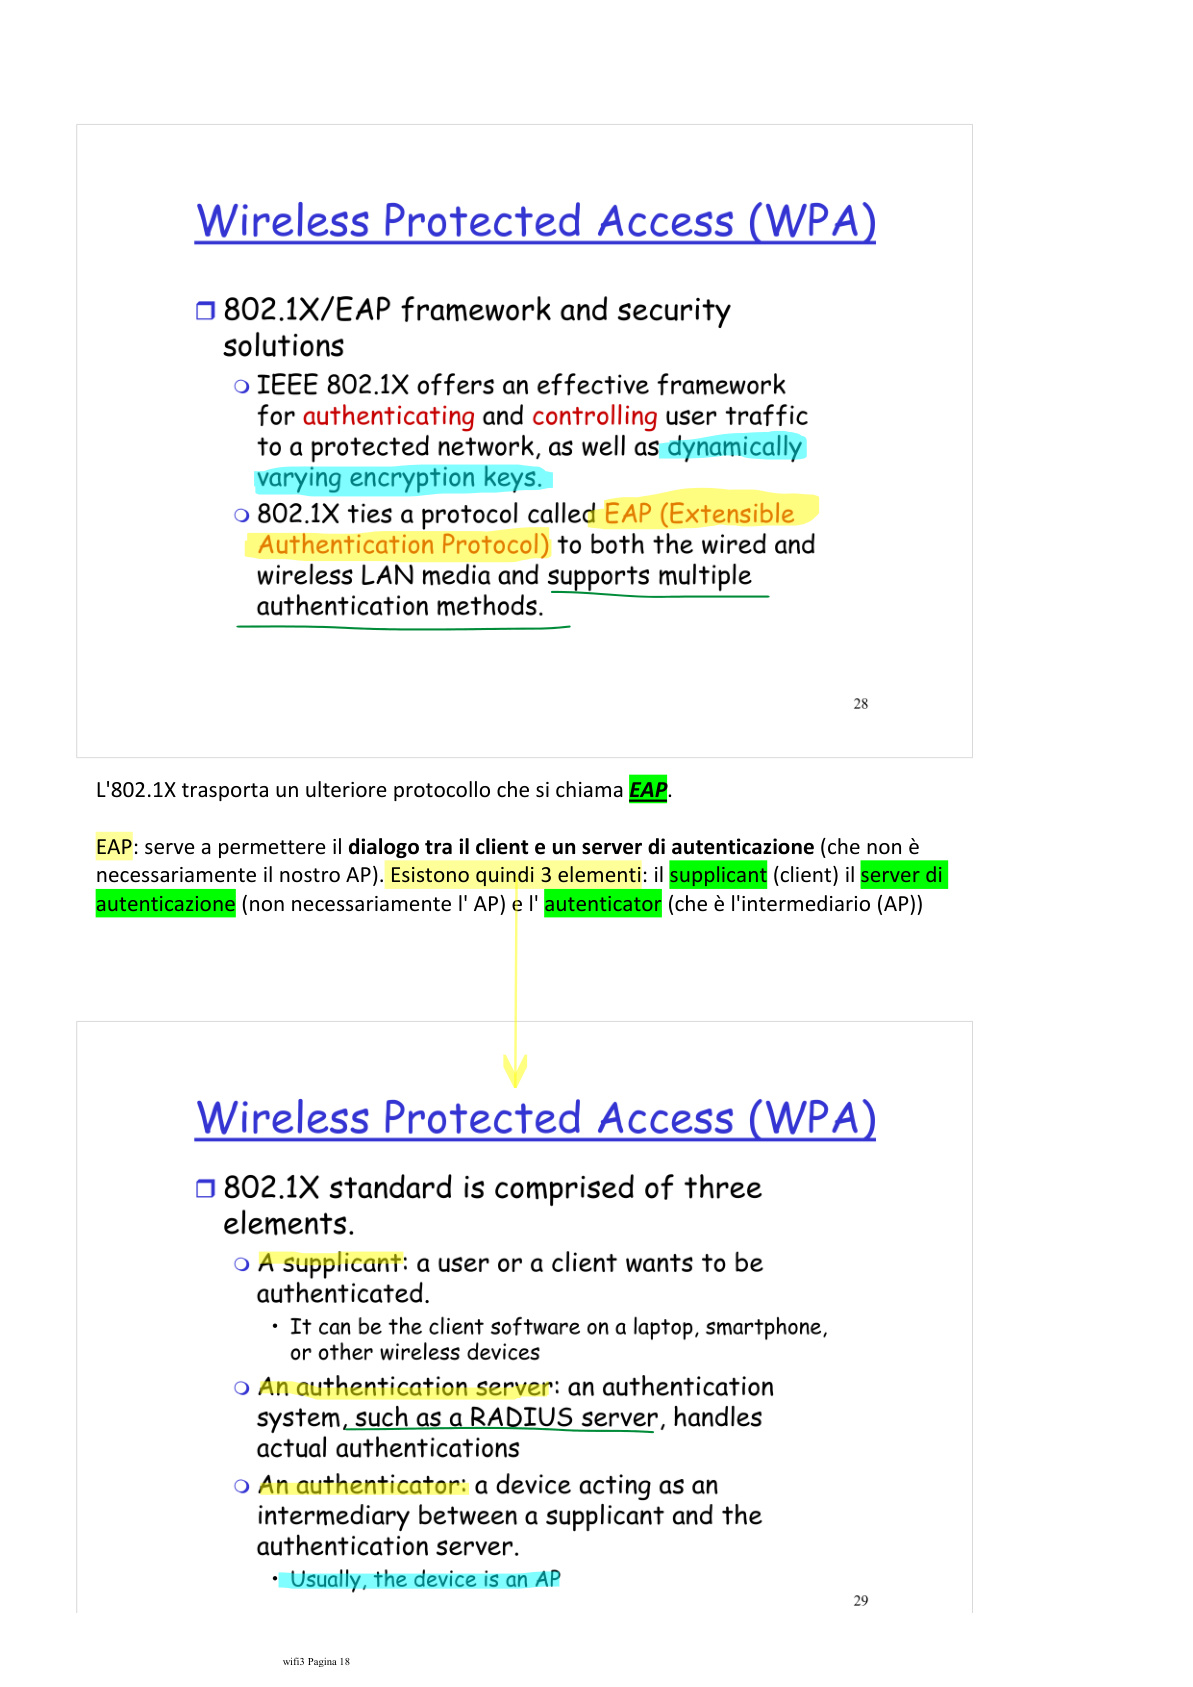 Wireless Protected Access (WPA)
802.1X/EAP framework and security
solutions
IEEE 802.1X offers an effective framework
for authenticating and controlling user traffic
to a protected network, as well as dynamically
varying encryption keys.
802.1X ties a protocol called EAP (Extensible
Authentication Protocol) to both the wired and
wireless LAN media and supports multiple
authentication methods.
28
L'802.1X trasporta un ulteriore protocollo che si chiama EAP.
EAP: serve a permettere il dialogo tra il client e un server di autenticazione (che non è
necessariamente il nostro AP). Esistono quindi 3 elementi: il supplicant (client) il server di
autenticazione (non necessariamente l' AP) e l' autenticator (che è l'intermediario (AP))
Wireless Protected Access (WPA)
802.1X standard is comprised of three
elements.
A supplicant: a user or a client wants to be
authenticated.
• It can be the client software on a laptop, smartphone,
or other wireless devices
An authentication server: an authentication
system, such as a RADIUS server, handles
actual authentications
An authenticator: a device acting as an
intermediary between a supplicant and the
authentication server.
• Usually, the device is an AP
29
wifi3 Pagina 18